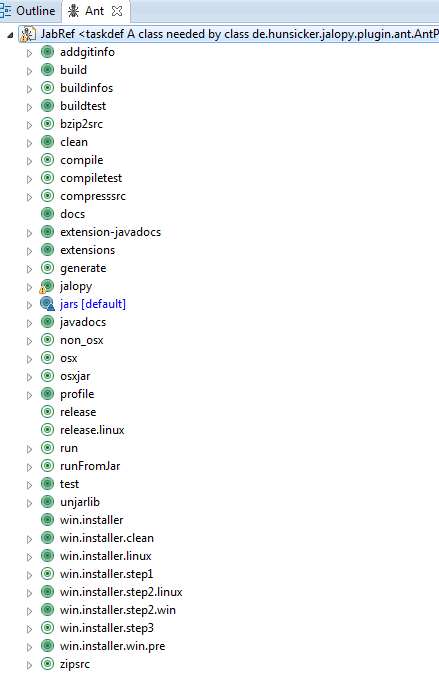 Outline Ant
JabRef <taskdef A class needed by class de.hunsicker.jalopy.plugin.ant.AntP
addgitinfo
build
buildinfos
buildtest
bzip2src
clean
compile
compiletest
compresssrc
docs
extension-javadocs
extensions
generate
jalopy
jars [default]
javadocs
non_osx
osx
osxjar
profile
release
release.linux
run
runFromJar
test
unjarlib
win.installer
win.installer.clean
win.installer.linux
win.installer.step1
win.installer.step2.linux
win.installer.step2.win
win.installer.step3
win.installer.win.pre
zipsrc